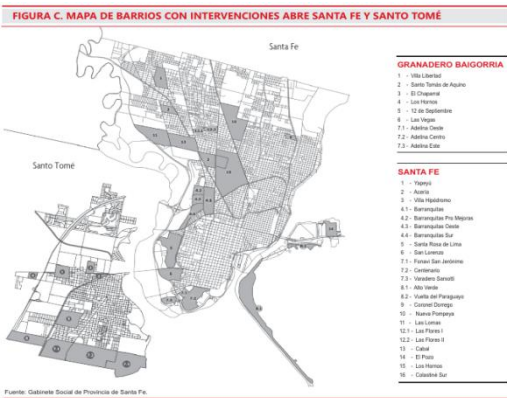 FIGURA C. MAPA DE BARRIOS CON INTERVENCIONES ABRE SANTA FE Y SANTO TOMÉ
Santa Fe
Santo Tomé
GRANADERO BAIGORRIA
1 - Villa Libertad
2 - Santo Tomás de Aquino
3 - El Chaparral
4 - Los Hornos
5 - 12 de Septiembre
6 - Las Vegas
7.1 - Adelina Oeste
7.2 - Adelina Centro
7.3 - Adelina Este
SANTA FE
1 - Yapeyú
2 - Acería
3 - Villa Hipódromo
4.1 - Barranquitas
4.2 - Barranquitas Pro Mejoras
4.3 - Barranquitas Oeste
4.4 - Barranquitas Sur
5 - Santa Rosa de Lima
6 - San Lorenzo
7.1 - Fonavi San Jerónimo
7.2 - Centenario
7.3 - Varadero Sarsotti
8.1 - Alto Verde
8.2 - Vuelta del Paraguayo
9 - Coronel Dorrego
10 - Nueva Pompeya
11 - Las Lomas
12.1 - Las Flores I
12.2 - Las Flores II
13 - Cabal
14 - El Pozo
15 - Los Hornos
16 - Colastiné Sur
Fuente: Gabinete Social de Provincia de Santa Fe.